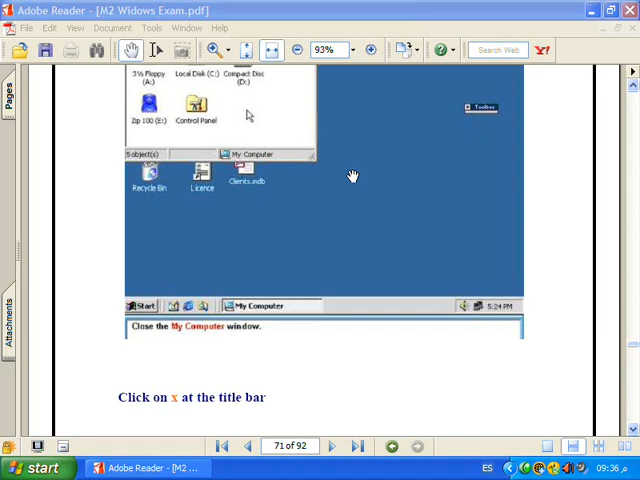 Adobe Reader - [M2 Widows Exam.pdf]
File Edit View Document Tools Window Help
93%
Search Web
Y!
Pages
Attachments
3½ Floppy (A:)
Local Disk (C:)
Compact Disc (D:)
Zip 100 (E:)
Control Panel
5 object(s)
My Computer
Toolbox
Recycle Bin
Licence
Clients.mdb
Start
My Computer
5:24 PM
Close the My Computer window.
Click on x at the title bar
71 of 92
start
Adobe Reader - [M2 ...
ES
09:36 م